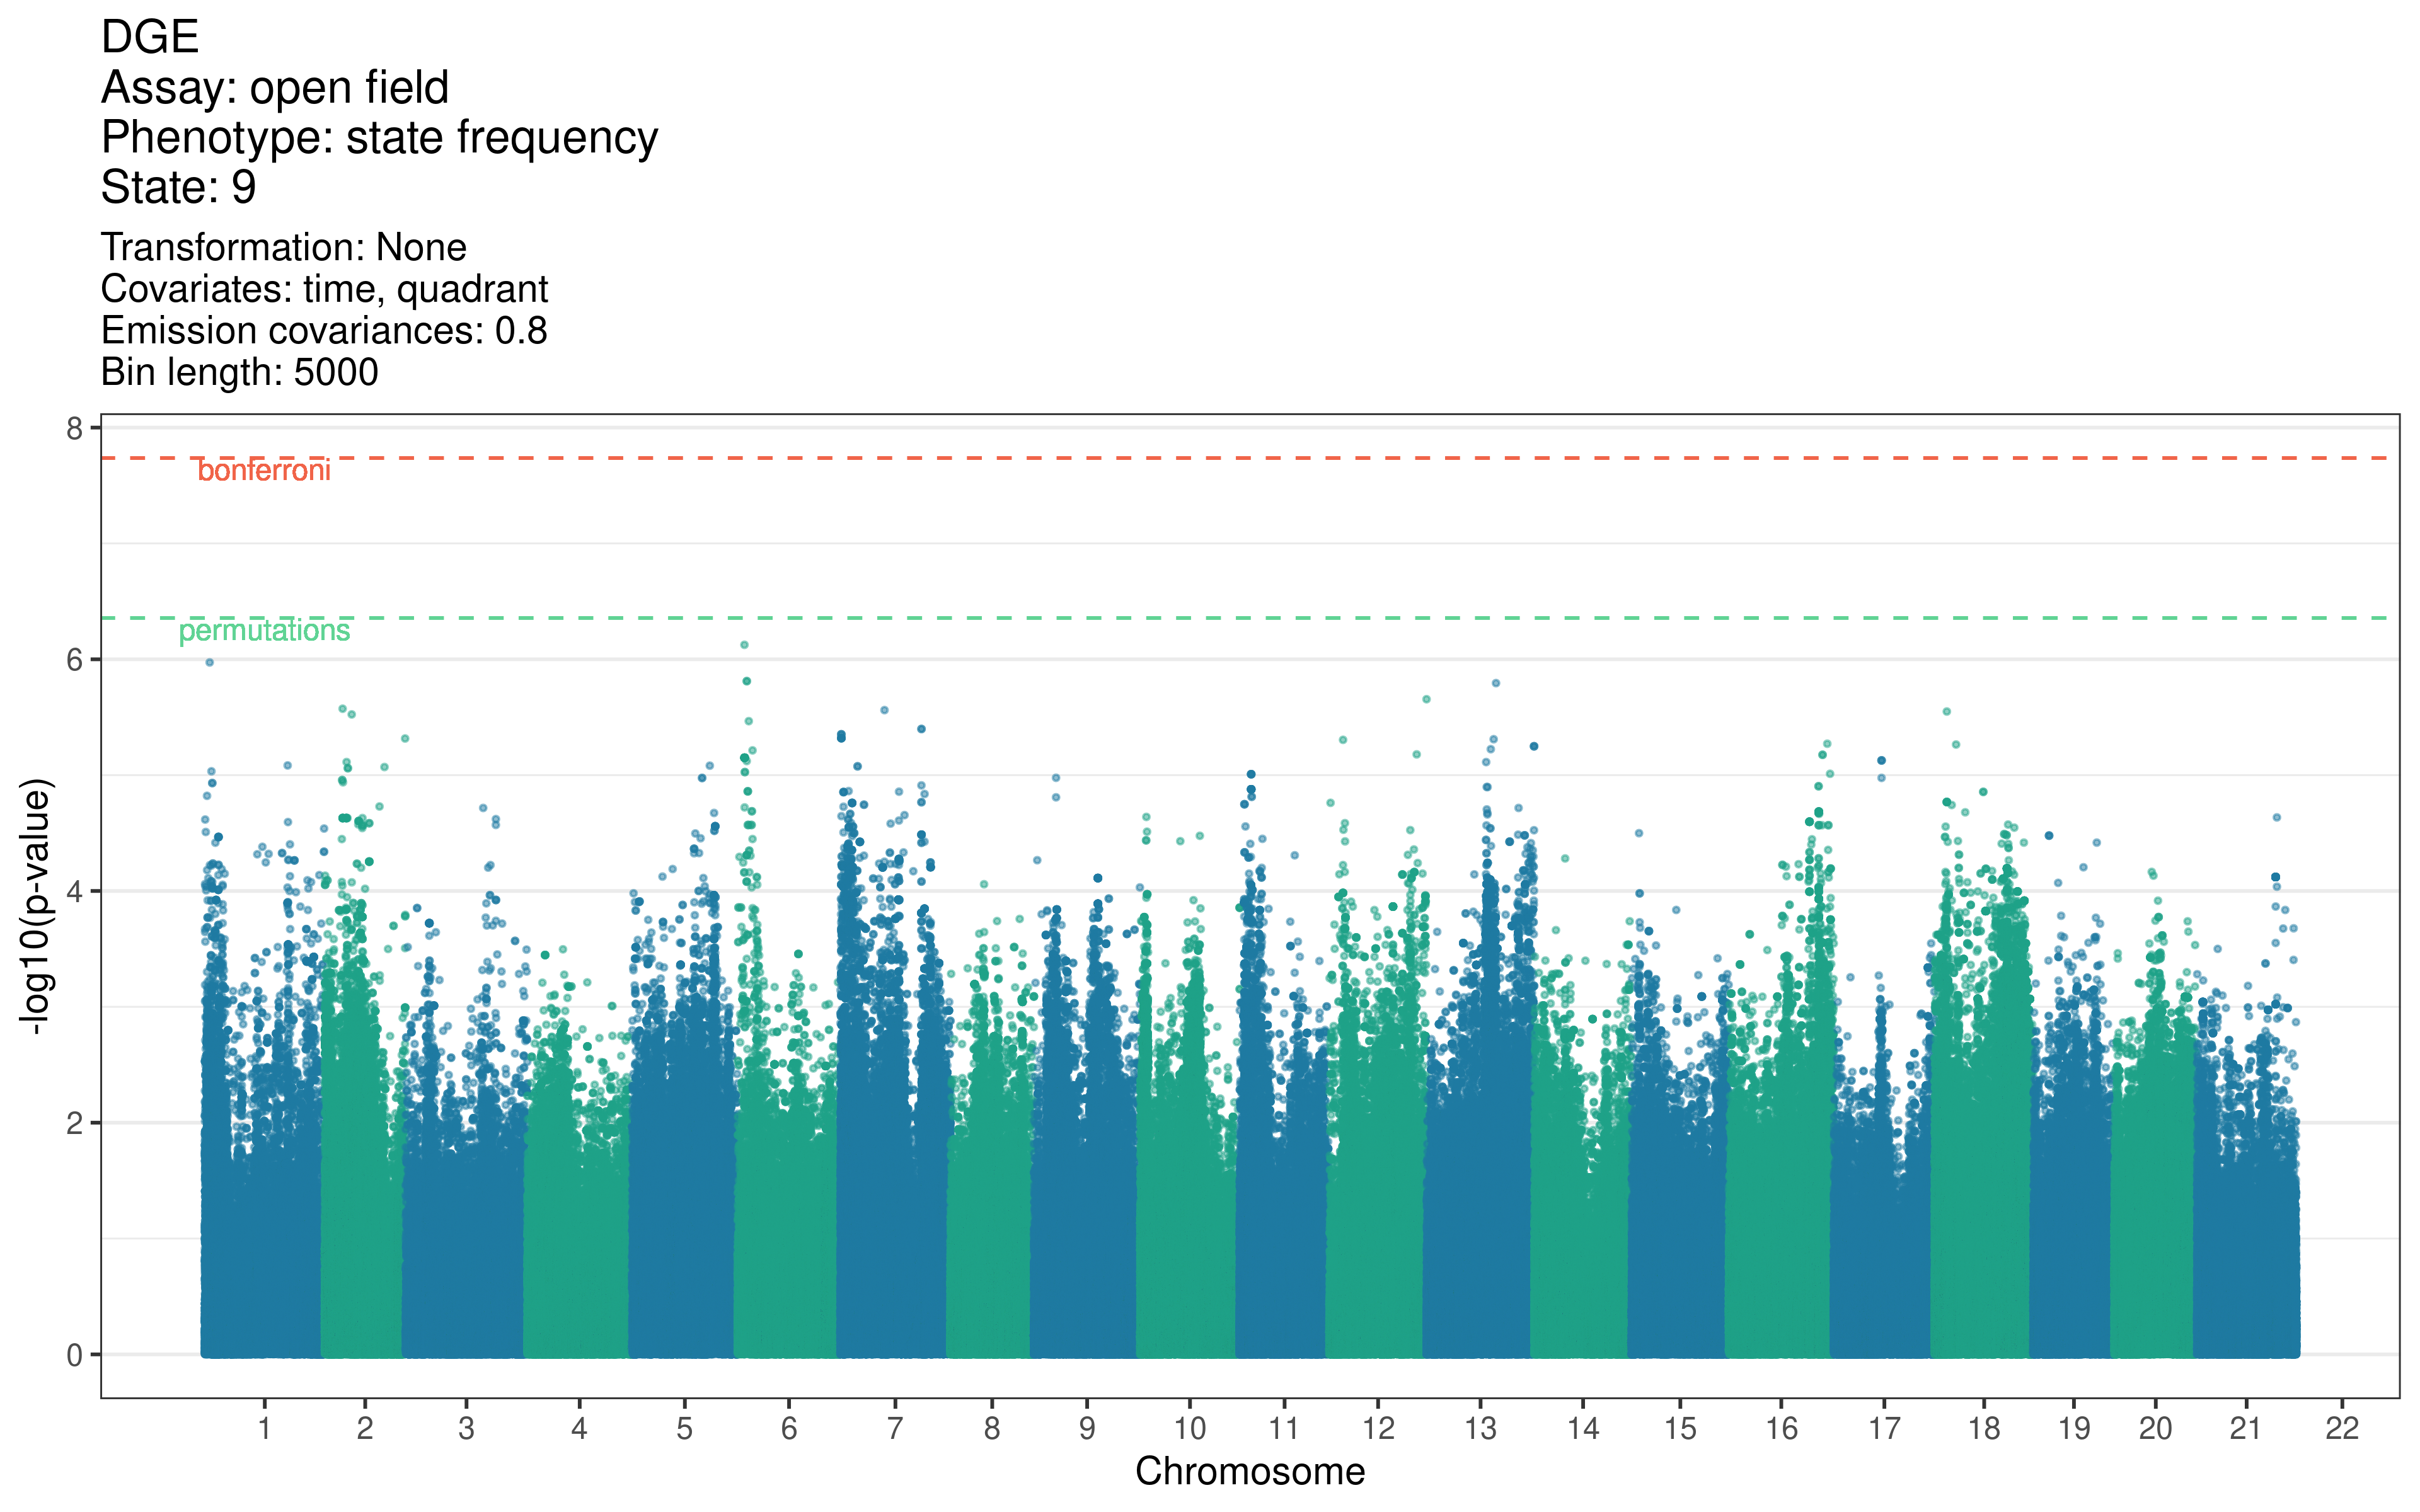 DGE
Assay: open field
Phenotype: state frequency
State: 9
Transformation: None
Covariates: time, quadrant
Emission covariances: 0.8
Bin length: 5000
8
bonferroni
permutations
6
4
2
0
-log10(p-value)
1 2 3 4 5 6 7 8 9 10 11 12 13 14 15 16 17 18 19 20 21 22
Chromosome